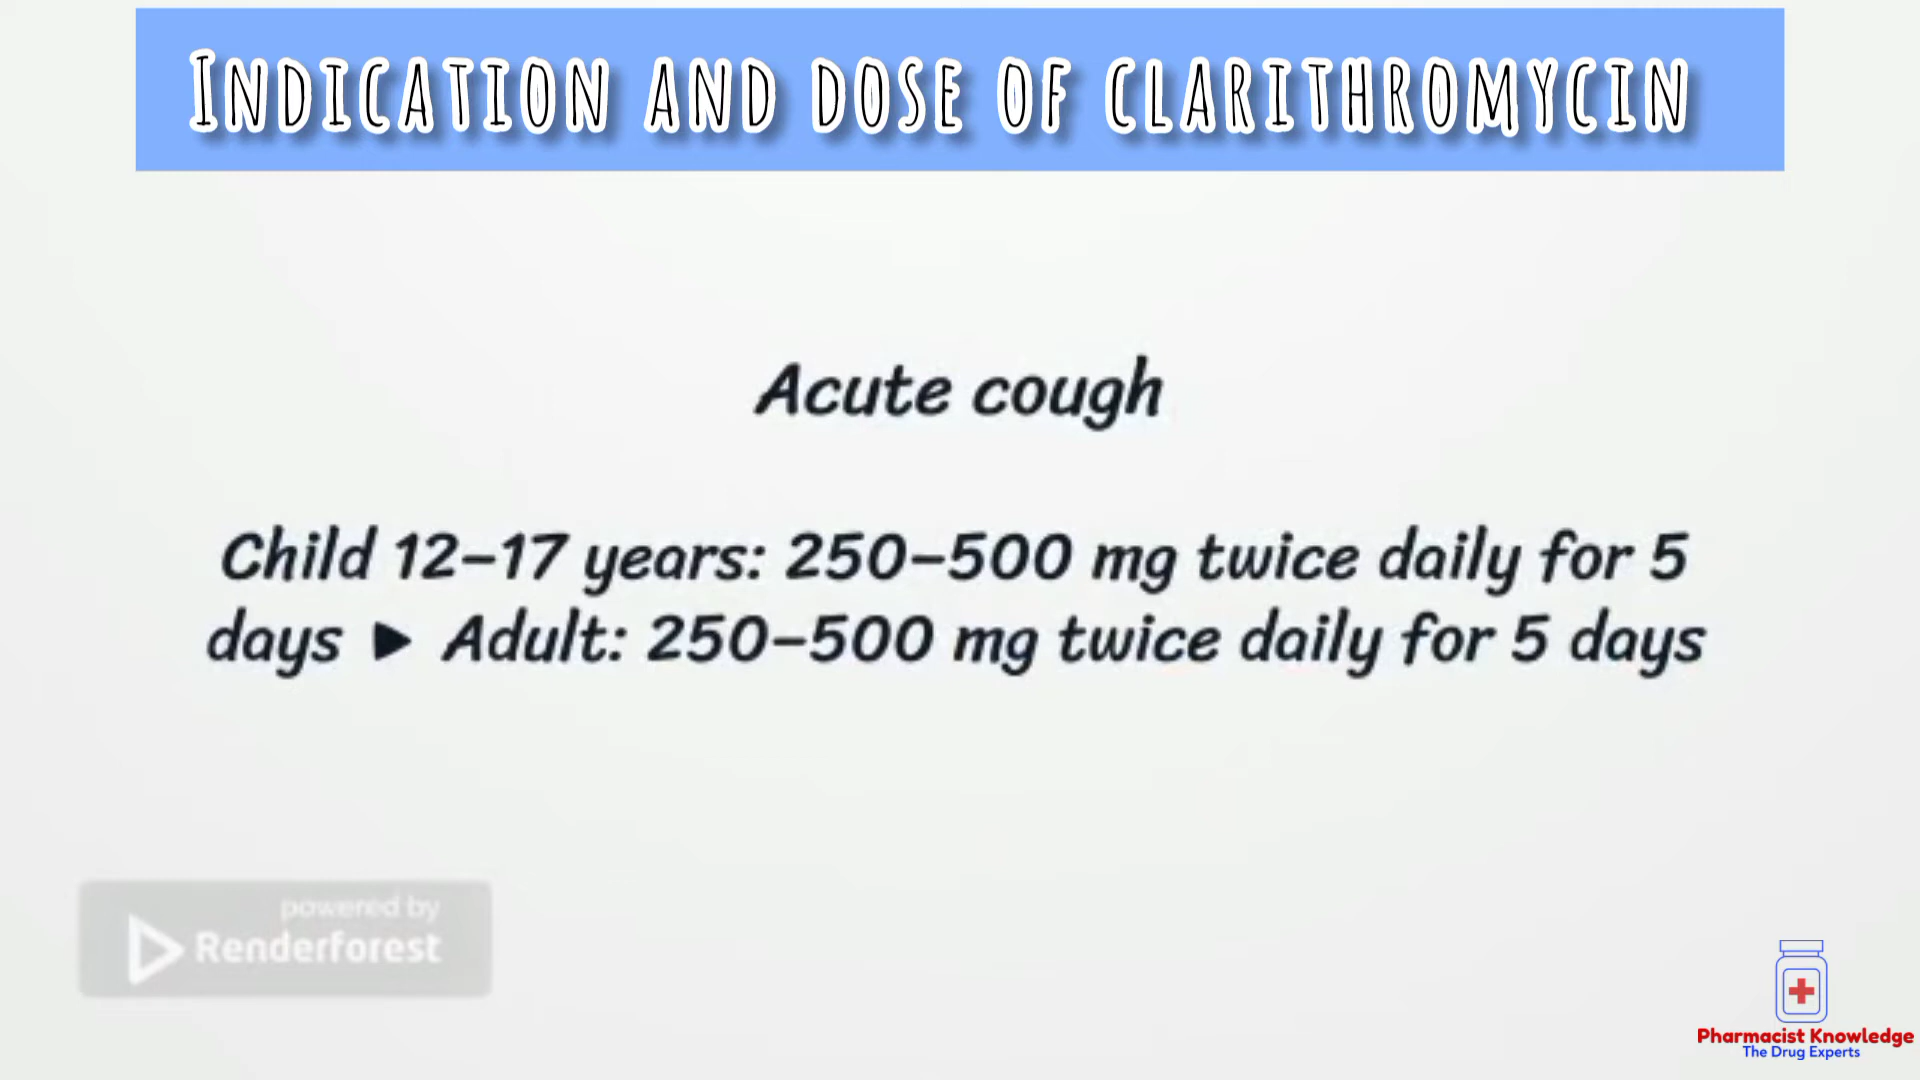 Indication and dose of clarithromycin
Acute cough
Child 12–17 years: 250–500 mg twice daily for 5
days ► Adult: 250–500 mg twice daily for 5 days
powered by
Renderforest
Pharmacist Knowledge
The Drug Experts